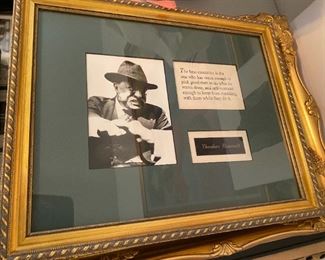 The best executive is the
one who has sense enough to
pick good men to do what he
wants done, and self-restraint
enough to keep from meddling
with them while they do it.
Theodore Roosevelt